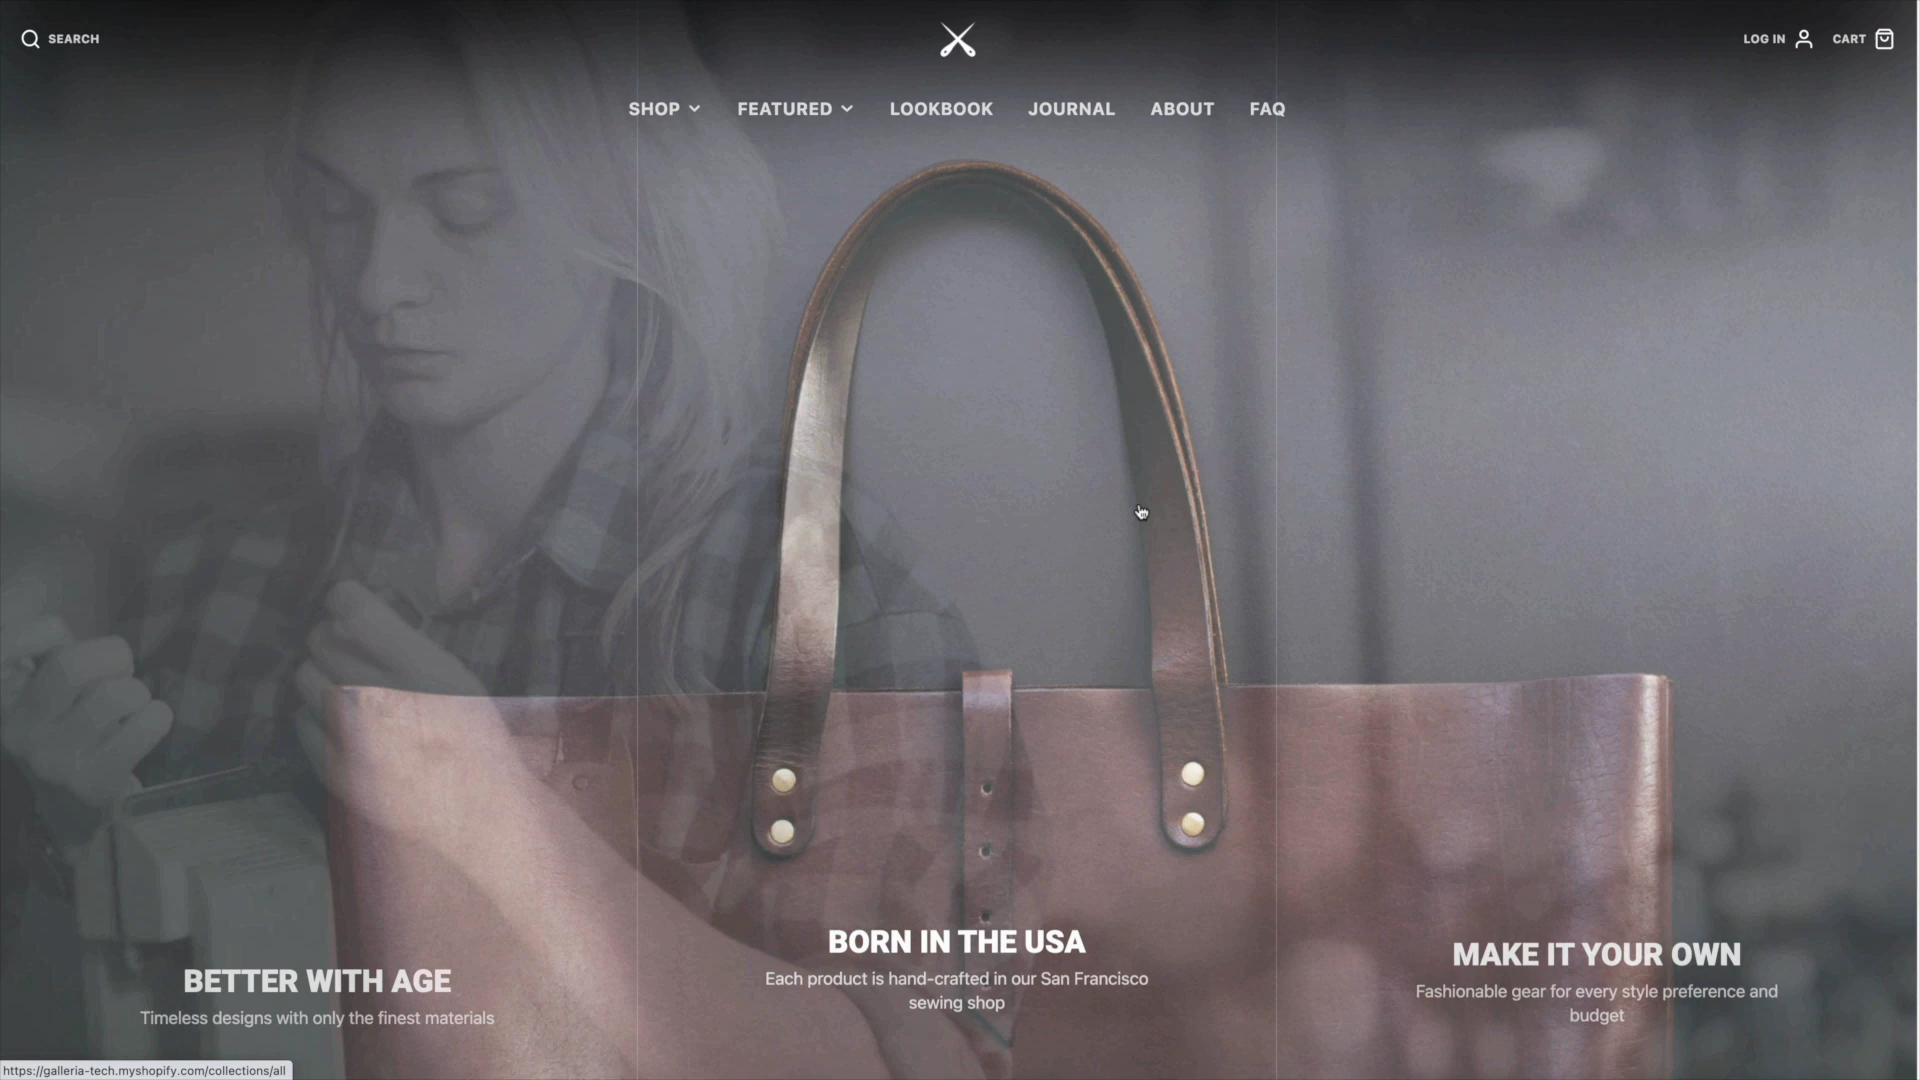 SEARCH
LOG IN
CART
SHOP
FEATURED
LOOKBOOK
JOURNAL
ABOUT
FAQ
BETTER WITH AGE
Timeless designs with only the finest materials
BORN IN THE USA
Each product is hand-crafted in our San Francisco
sewing shop
MAKE IT YOUR OWN
Fashionable gear for every style preference and
budget
https://galleria-tech.myshopify.com/collections/all